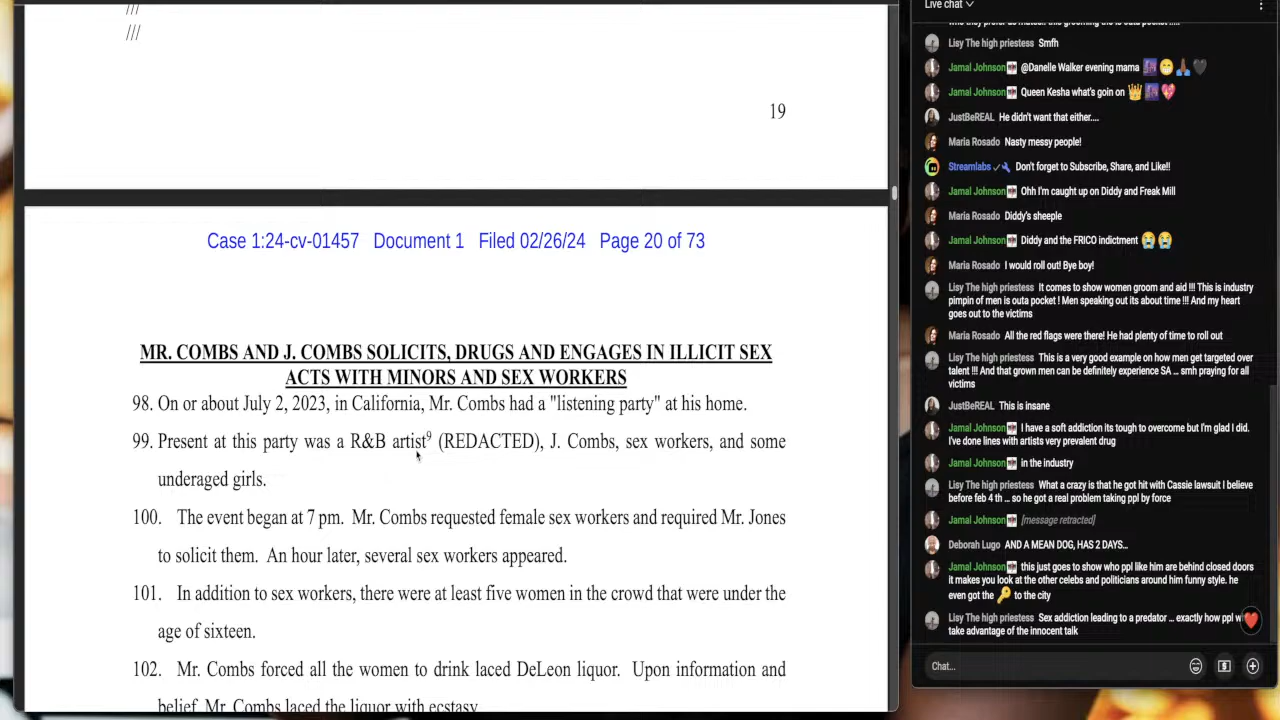 ///
///
19
Case 1:24-cv-01457 Document 1 Filed 02/26/24 Page 20 of 73
MR. COMBS AND J. COMBS SOLICITS, DRUGS AND ENGAGES IN ILLICIT SEX
ACTS WITH MINORS AND SEX WORKERS
98. On or about July 2, 2023, in California, Mr. Combs had a "listening party" at his home.
99. Present at this party was a R&B artist⁹ (REDACTED), J. Combs, sex workers, and some
underaged girls.
100. The event began at 7 pm. Mr. Combs requested female sex workers and required Mr. Jones
to solicit them. An hour later, several sex workers appeared.
101. In addition to sex workers, there were at least five women in the crowd that were under the
age of sixteen.
102. Mr. Combs forced all the women to drink laced DeLeon liquor. Upon information and
belief, Mr. Combs laced the liquor with ecstasy.
Live chat
Lisy The high priestess Smfh
Jamal Johnson @Danelle Walker evening mama 🌆😁🙏🏾🖤
Jamal Johnson Queen Kesha what's goin on 👑🌆💖
JustBeREAL He didn't want that either....
Maria Rosado Nasty messy people!
Streamlabs Don't forget to Subscribe, Share, and Like!!
Jamal Johnson Ohh I'm caught up on Diddy and Freak Mill
Maria Rosado Diddy's sheeple
Jamal Johnson Diddy and the FRICO indictment 😭😭
Maria Rosado I would roll out! Bye boy!
Lisy The high priestess It comes to show women groom and aid !!! This is industry
pimpin of men is outa pocket ! Men speaking out its about time !!! And my heart
goes out to the victims
Maria Rosado All the red flags were there! He had plenty of time to roll out
Lisy The high priestess This is a very good example on how men get targeted over
talent !!! And that grown men can be definitely experience SA ... smh praying for all
victims
JustBeREAL This is insane
Jamal Johnson I have a soft addiction its tough to overcome but I'm glad I did.
I've done lines with artists very prevalent drug
Jamal Johnson in the industry
Lisy The high priestess What a crazy is that he got hit with Cassie lawsuit I believe
before feb 4 th ... so he got a real problem taking ppl by force
Jamal Johnson [message retracted]
Deborah Lugo AND A MEAN DOG, HAS 2 DAYS...
Jamal Johnson this just goes to show who ppl like him are behind closed doors
it makes you look at the other celebs and politicians around him funny style. he
even got the 🔑 to the city
Lisy The high priestess Sex addiction leading to a predator ... exactly how ppl w
take advantage of the innocent talk
Chat...